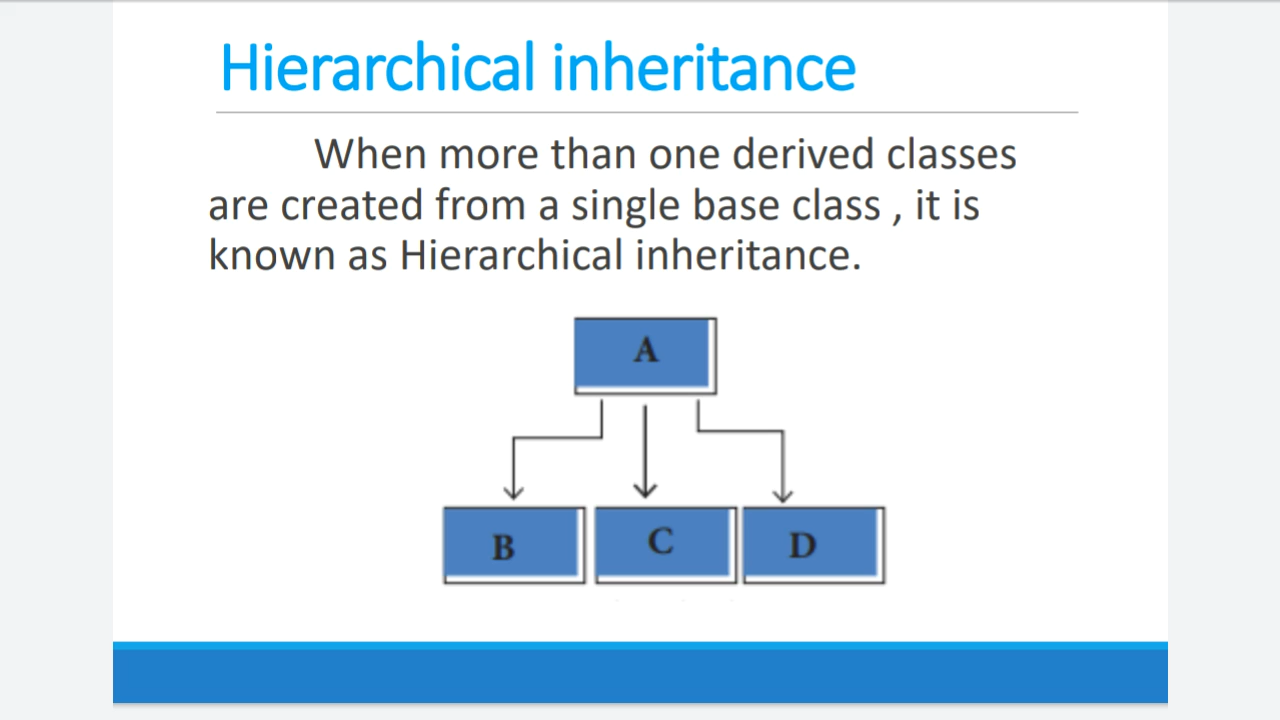 Hierarchical inheritance
When more than one derived classes
are created from a single base class , it is
known as Hierarchical inheritance.
A
B
C
D